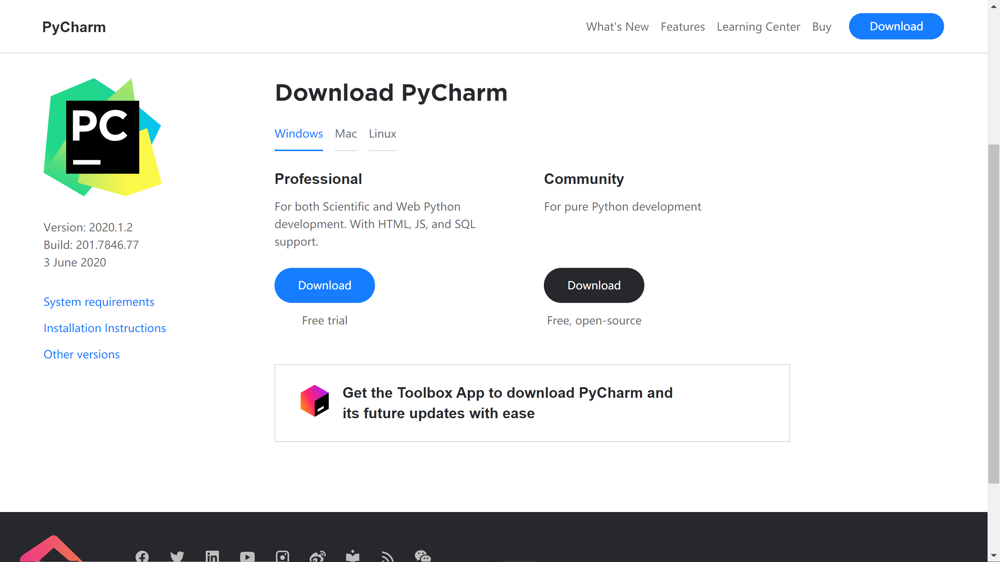 PyCharm
What's New Features Learning Center Buy Download
PC
Version: 2020.1.2
Build: 201.7846.77
3 June 2020
System requirements
Installation Instructions
Other versions
Download PyCharm
Windows Mac Linux
Professional
For both Scientific and Web Python
development. With HTML, JS, and SQL
support.
Download
Free trial
Community
For pure Python development
Download
Free, open-source
Get the Toolbox App to download PyCharm and
its future updates with ease